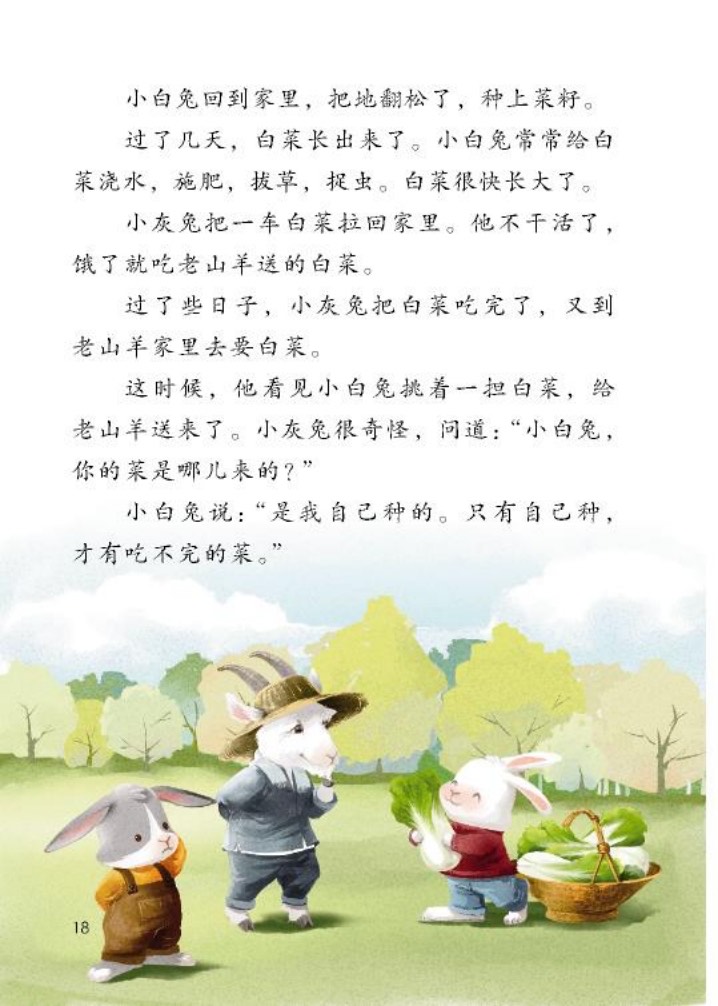 小白兔回到家里，把地翻松了，种上菜籽。
过了几天，白菜长出来了。小白兔常常给白
菜浇水，施肥，拔草，捉虫。白菜很快长大了。
小灰兔把一车白菜拉回家里。他不干活了，
饿了就吃老山羊送的白菜。
过了些日子，小灰兔把白菜吃完了，又到
老山羊家里去要白菜。
这时候，他看见小白兔挑着一担白菜，给
老山羊送来了。小灰兔很奇怪，问道：“小白兔，
你的菜是哪儿来的？”
小白兔说：“是我自己种的。只有自己种，
才有吃不完的菜。”
18